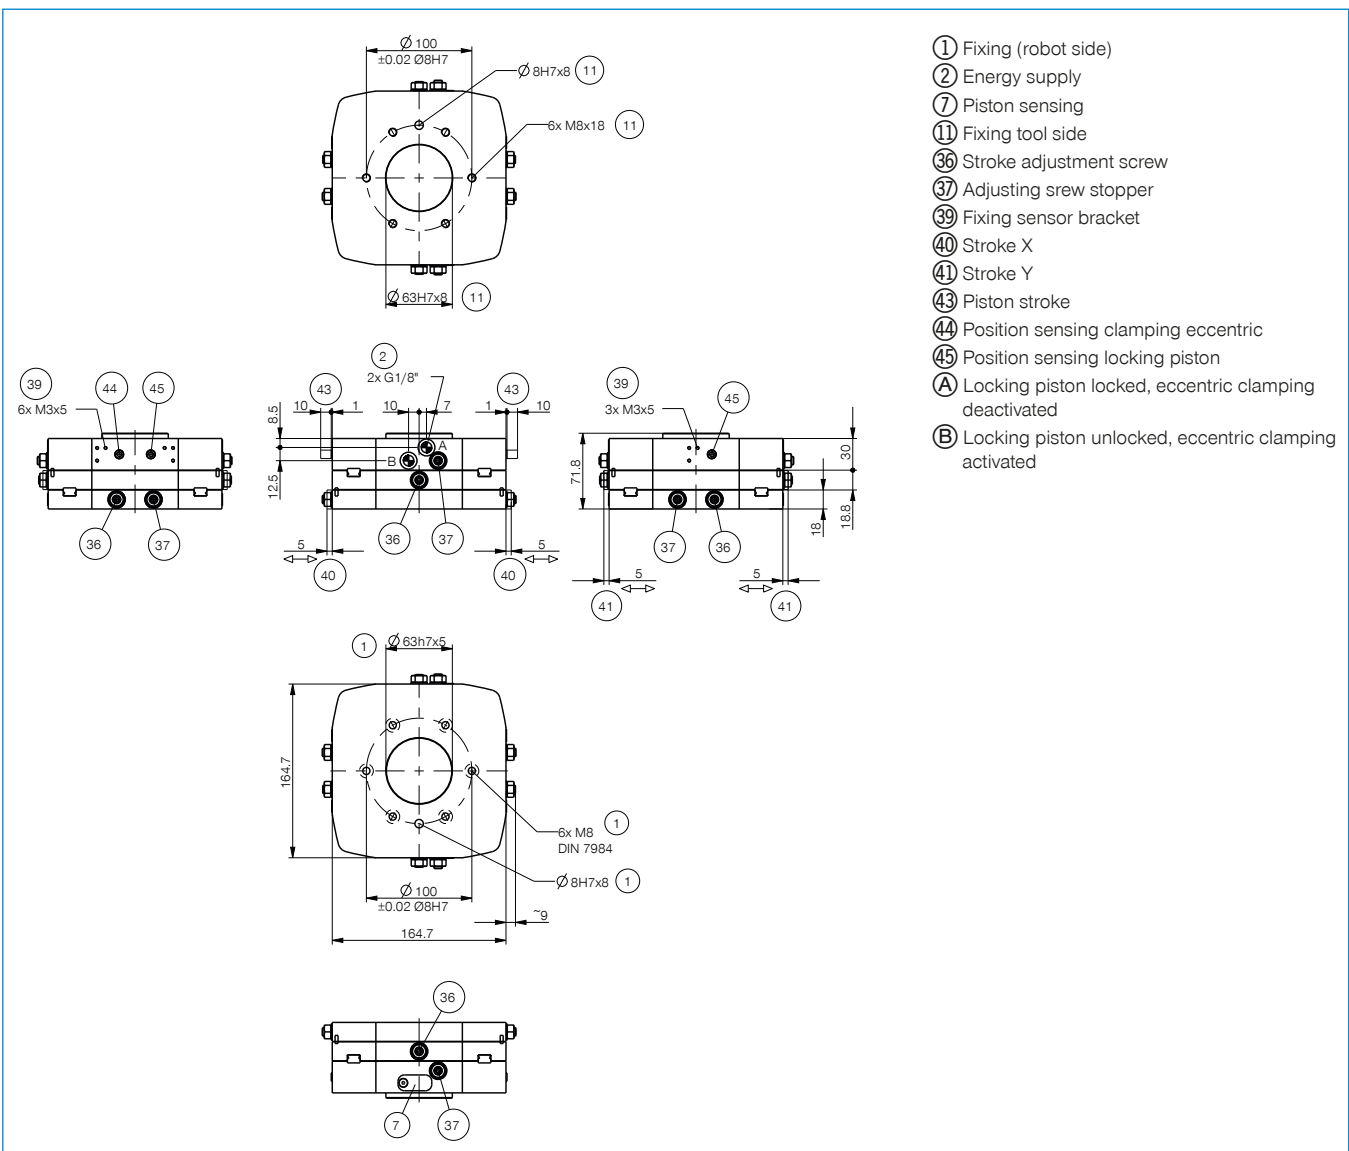 Ø 100
±0.02 Ø8H7
Ø 8H7x8 11
6x M8x18 11
Ø 63H7x8 11
1 Fixing (robot side)
2 Energy supply
7 Piston sensing
11 Fixing tool side
36 Stroke adjustment screw
37 Adjusting srew stopper
39 Fixing sensor bracket
40 Stroke X
41 Stroke Y
43 Piston stroke
44 Position sensing clamping eccentric
45 Position sensing locking piston
A Locking piston locked, eccentric clamping
deactivated
B Locking piston unlocked, eccentric clamping
activated
39 44 45
6x M3x5
36 37
2
2x G1/8"
43 43
10 1 10 7 1 10
8.5
12.5
A
B
36 37
5 5
40 40
39 45
3x M3x5
71.8
30
18.8
18
37 36
5 5
41 41
1 Ø 63h7x5
164.7
6x M8 1
DIN 7984
Ø 8H7x8 1
Ø 100
±0.02 Ø8H7
~9
164.7
36
7 37